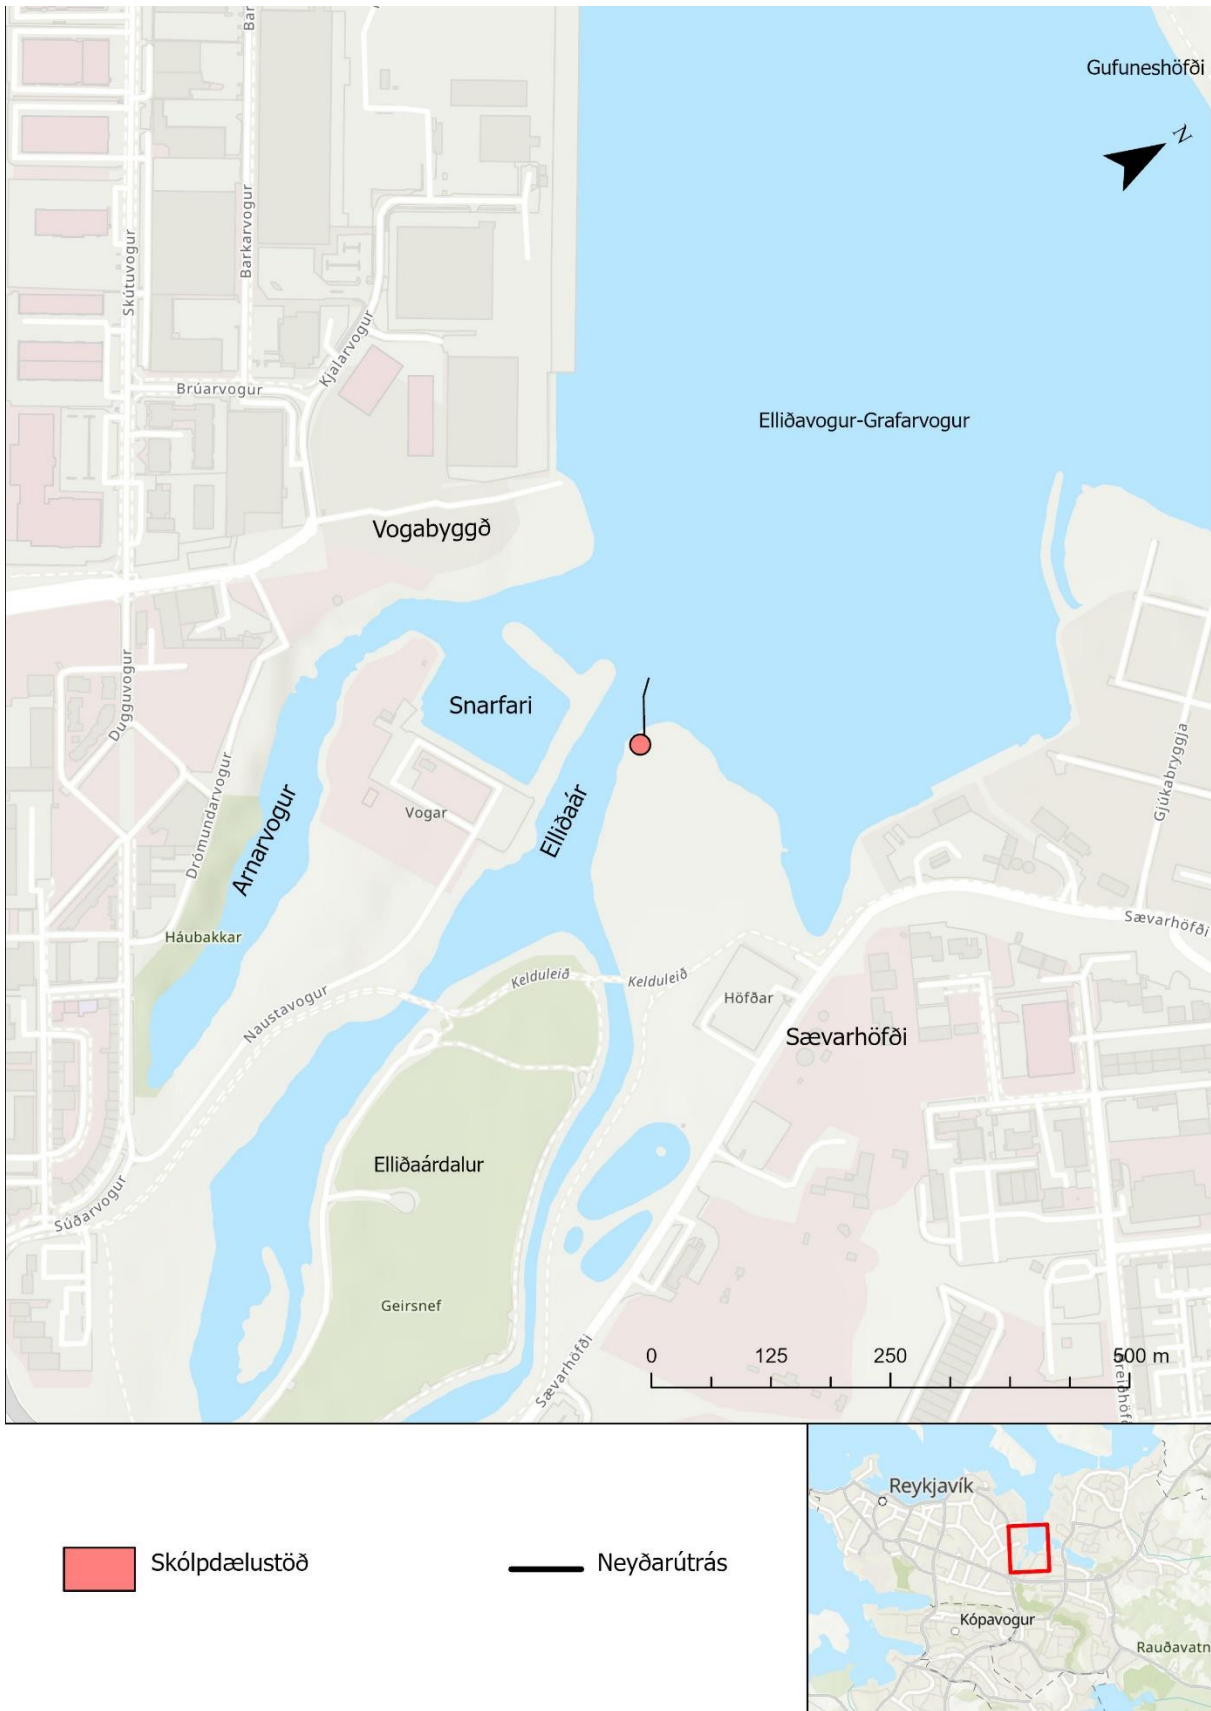 Bar
Gufuneshöfði
N
Skútuvogur
Barkarvogur
Kjalarvogur
Brúarvogur
Elliðavogur-Grafarvogur
Vogabyggð
Dugguvogur
Snarfari
Drómundarvogur
Vogar
Arnarvogur
Elliðaár
Gjúkabryggja
Háubakkar
Sævarhöfði
Kelduleið
Kelduleið
Naustavogur
Höfðar
Sævarhöfði
Elliðaárdalur
Súðarvogur
Geirsnef
Sævarhöfði
0 125 250 500 m
reiðhöfð
Reykjavík
Skólpdælustöð
Neyðarútrás
Kópavogur
Rauðavatn